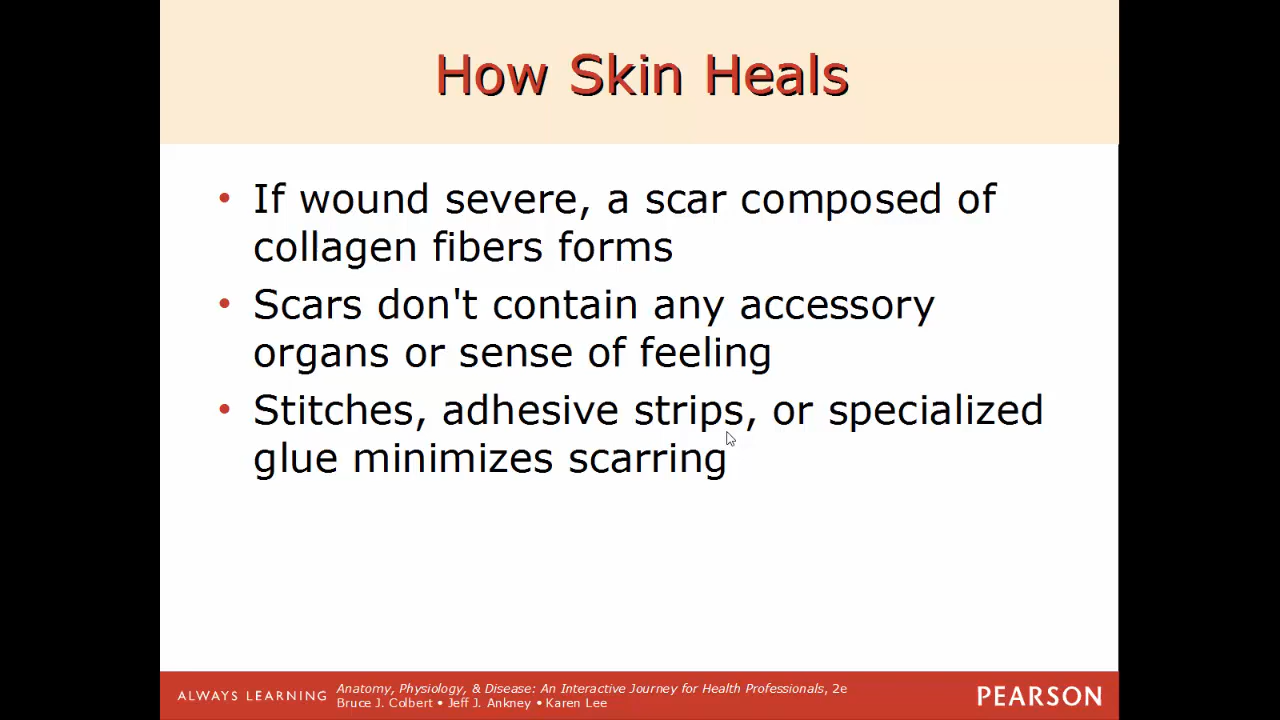 How Skin Heals
• If wound severe, a scar composed of
collagen fibers forms
• Scars don't contain any accessory
organs or sense of feeling
• Stitches, adhesive strips, or specialized
glue minimizes scarring
ALWAYS LEARNING
Anatomy, Physiology, & Disease: An Interactive Journey for Health Professionals, 2e
Bruce J. Colbert • Jeff J. Ankney • Karen Lee
PEARSON